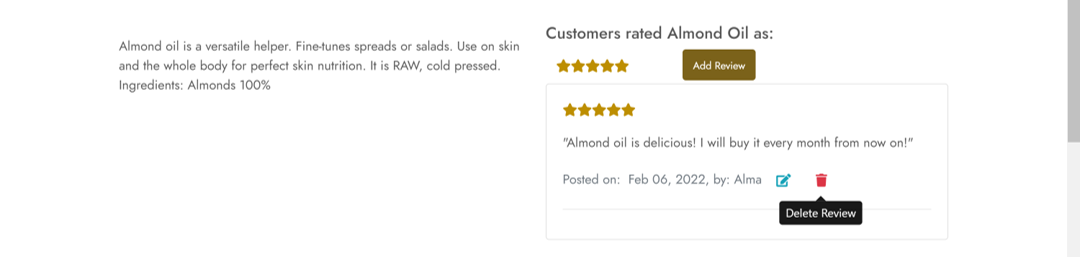 Almond oil is a versatile helper. Fine-tunes spreads or salads. Use on skin
and the whole body for perfect skin nutrition. It is RAW, cold pressed.
Ingredients: Almonds 100%
Customers rated Almond Oil as:
Add Review
"Almond oil is delicious! I will buy it every month from now on!"
Posted on: Feb 06, 2022, by: Alma
Delete Review